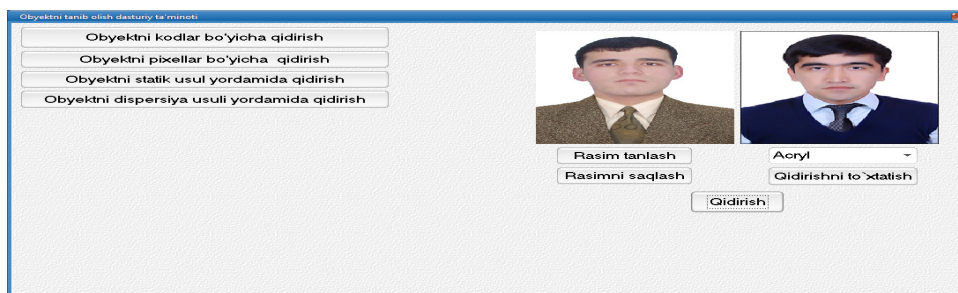 Obyektni tanib olish dasturiy ta'minoti
Obyektni kodlar bo'yicha qidirish
Obyektni pixellar bo'yicha qidirish
Obyektni statik usul yordamida qidirish
Obyektni dispersiya usuli yordamida qidirish
Rasim tanlash
Acryl
Rasimni saqlash
Qidirishni to`xtatish
Qidirish